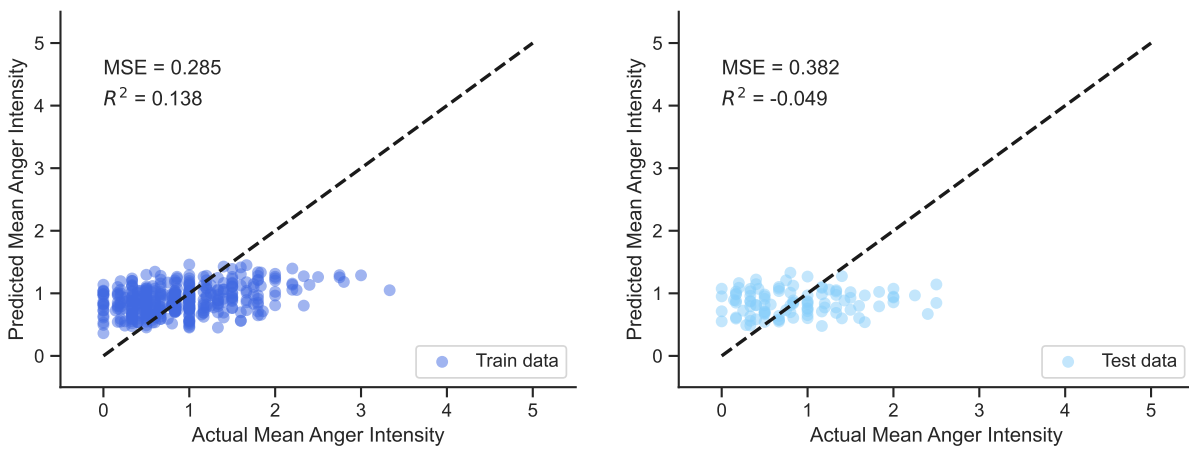 5
4
3
2
1
0
Predicted Mean Anger Intensity
MSE = 0.285
R² = 0.138
Train data
0 1 2 3 4 5
Actual Mean Anger Intensity
5
4
3
2
1
0
Predicted Mean Anger Intensity
MSE = 0.382
R² = -0.049
Test data
0 1 2 3 4 5
Actual Mean Anger Intensity